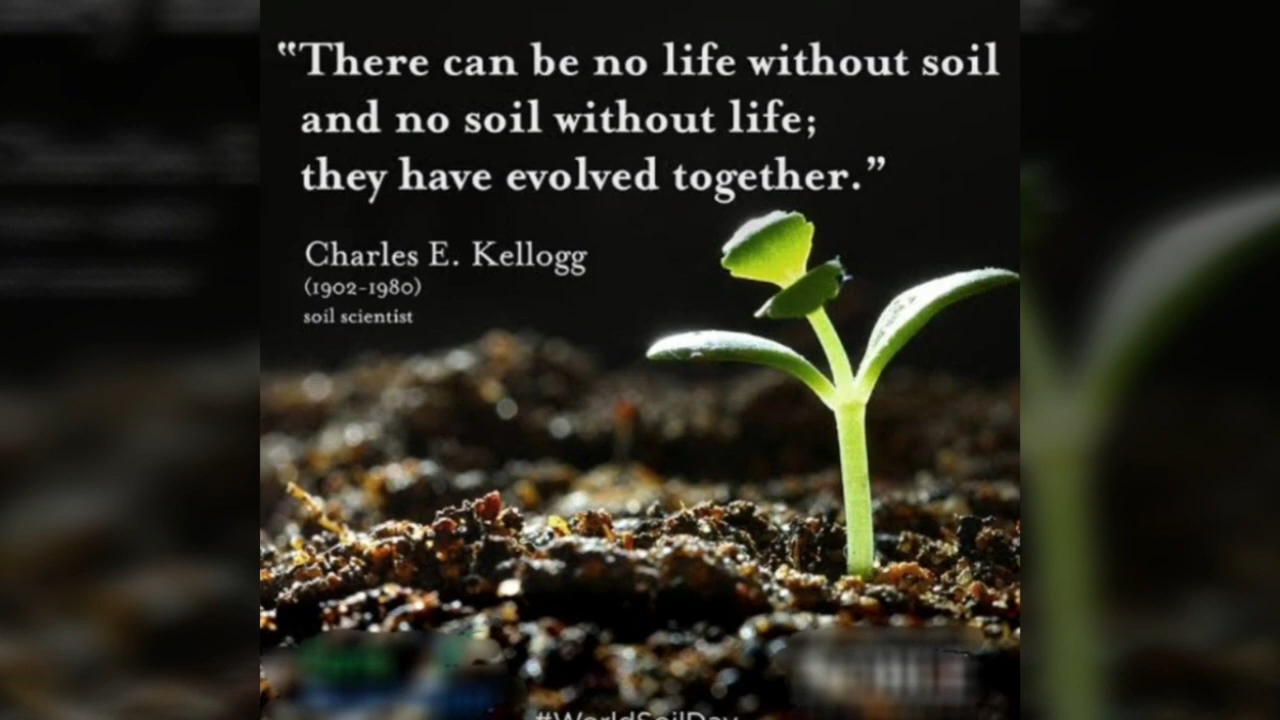 “There can be no life without soil
and no soil without life;
they have evolved together.”
Charles E. Kellogg
(1902-1980)
soil scientist
#WorldSoilDay